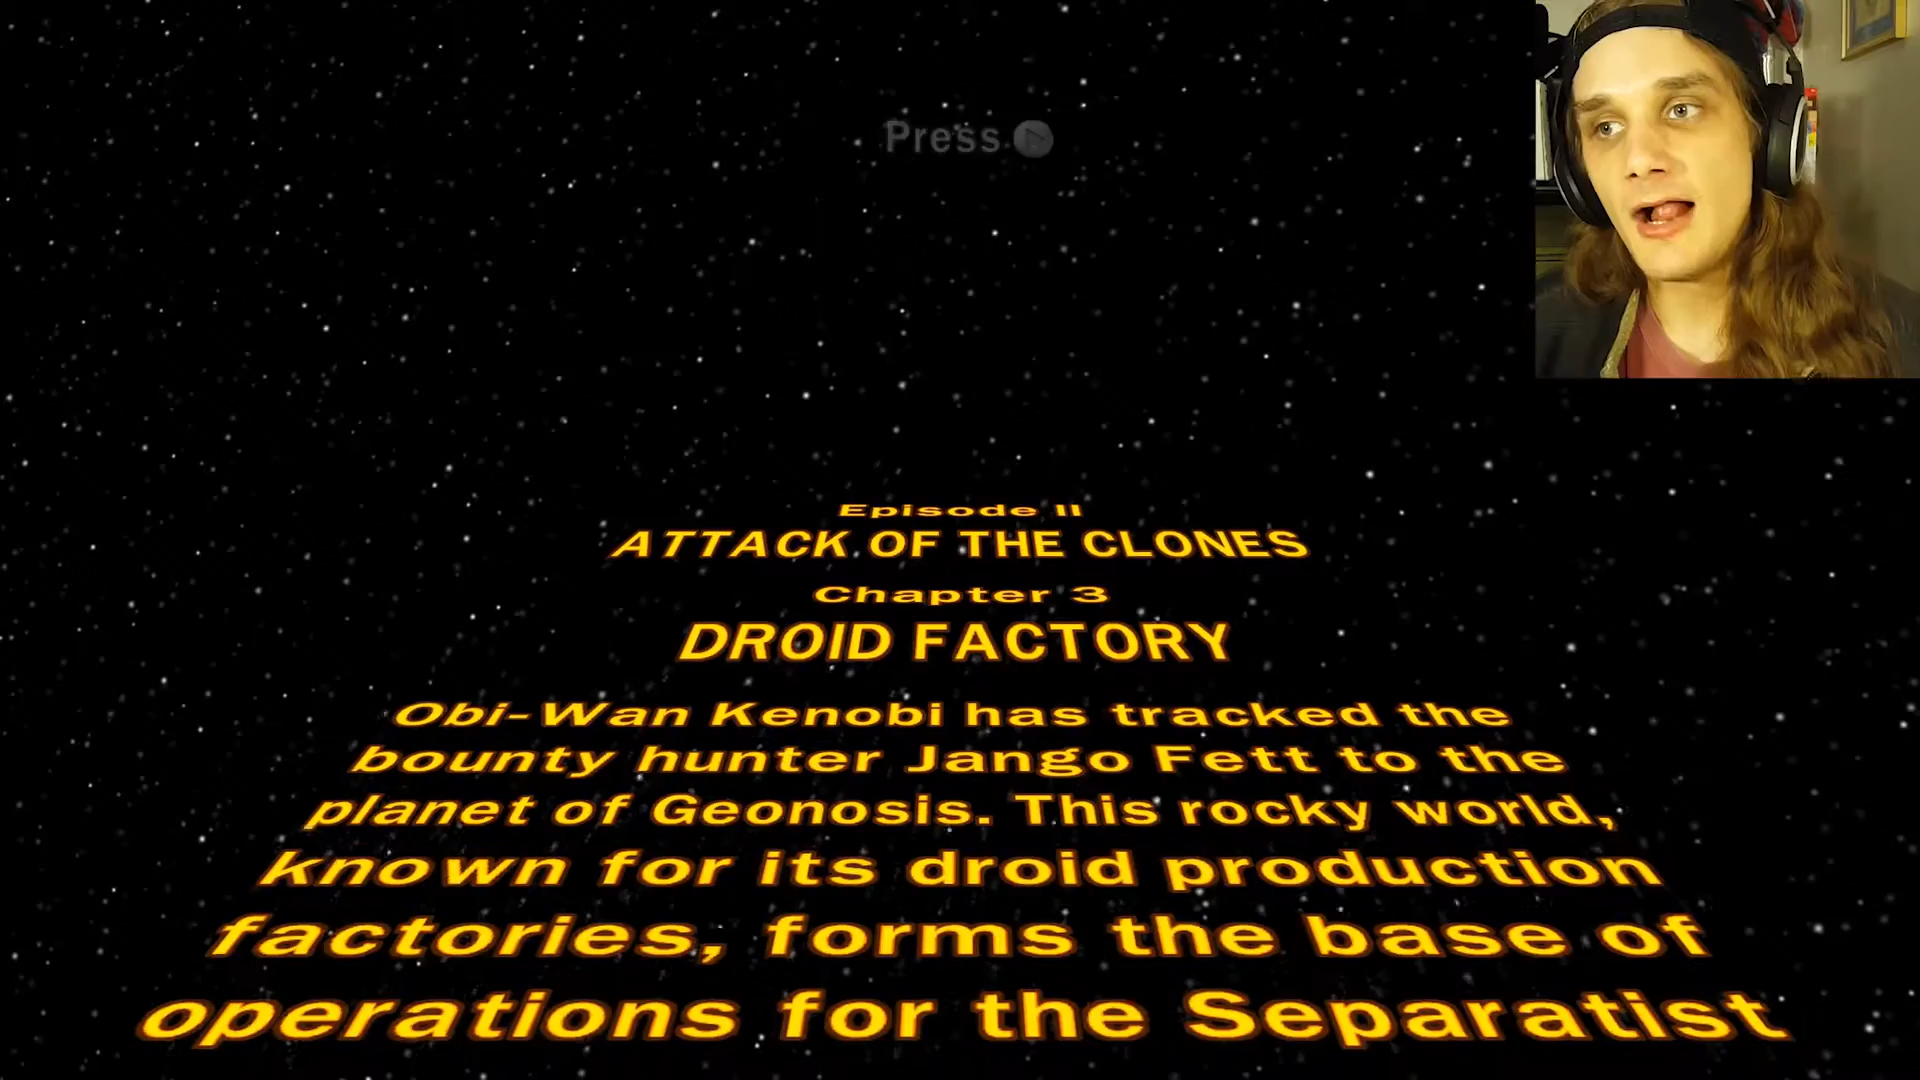 Press
Episode II
ATTACK OF THE CLONES
Chapter 3
DROID FACTORY
Obi-Wan Kenobi has tracked the
bounty hunter Jango Fett to the
planet of Geonosis. This rocky world,
known for its droid production
factories, forms the base of
operations for the Separatist